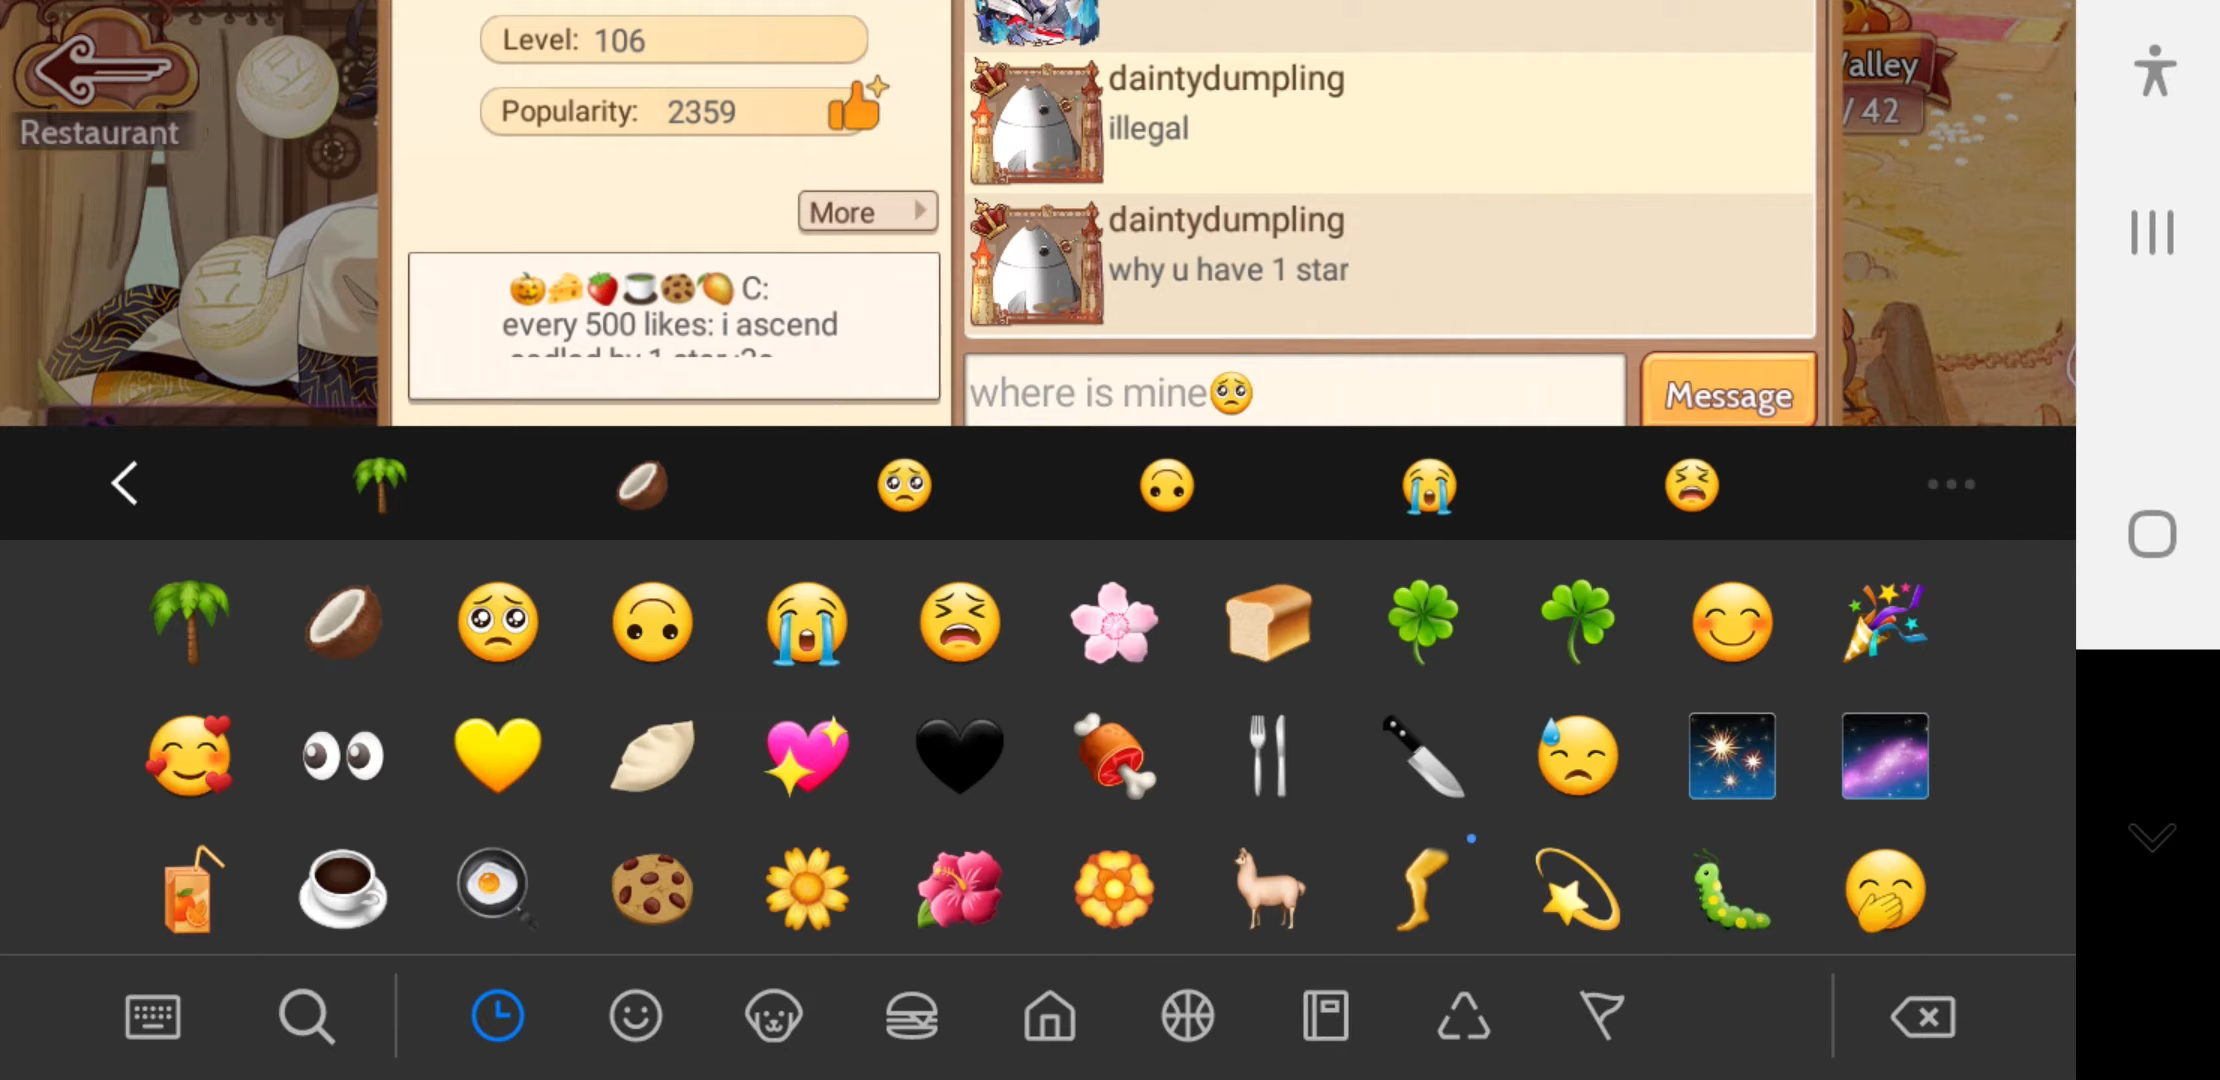 Restaurant
Level: 106
Popularity: 2359
More
🎃🧀🍓🍵🍪🥭 C:
every 500 likes: i ascend
daintydumpling
illegal
daintydumpling
why u have 1 star
where is mine🥺
Message
/ 42